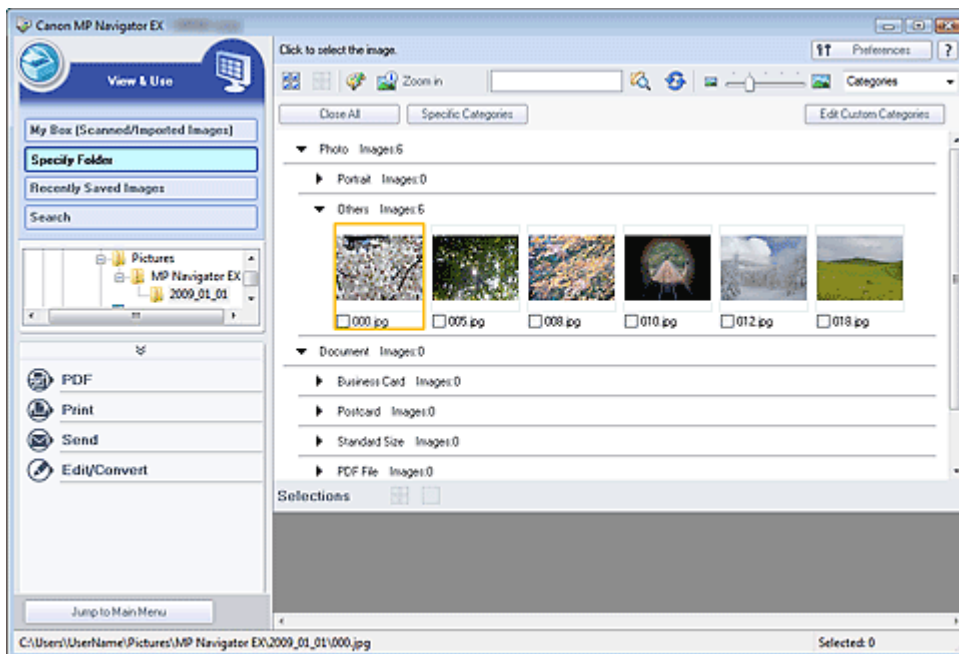 Canon MP Navigator EX
View & Use
My Box (Scanned/Imported Images)
Specify Folder
Recently Saved Images
Search
Pictures
MP Navigator EX
2009_01_01
PDF
Print
Send
Edit/Convert
Jump to Main Menu
Click to select the image.
Preferences
?
Zoom in
Categories
Close All
Specific Categories
Edit Custom Categories
Photo Images:6
Portrait Images:0
Others Images:6
000.jpg 005.jpg 008.jpg 010.jpg 012.jpg 018.jpg
Document Images:0
Business Card Images:0
Postcard Images:0
Standard Size Images:0
PDF File Images:0
Selections
C:\Users\UserName\Pictures\MP Navigator EX\2009_01_01\000.jpg
Selected: 0